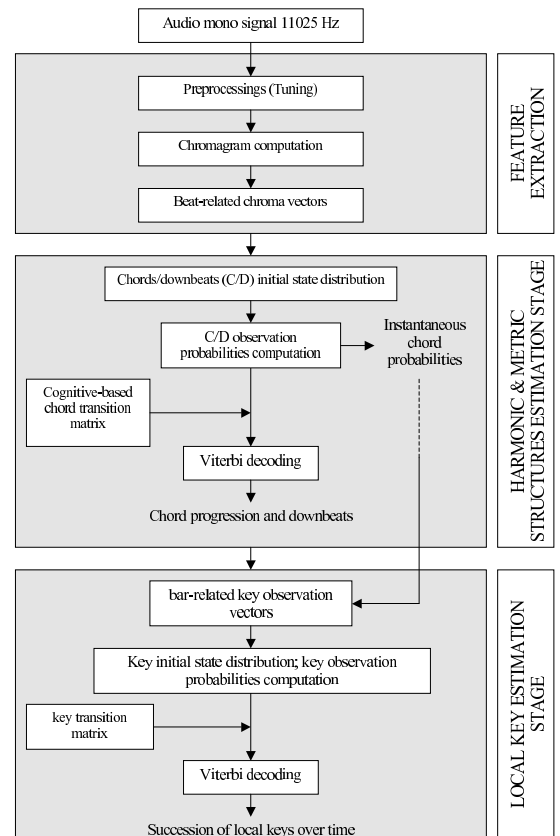 Audio mono signal 11025 Hz
Preprocessings (Tuning)
Chromagram computation
Beat-related chroma vectors
FEATURE
EXTRACTION
Chords/downbeats (C/D) initial state distribution
C/D observation
probabilities computation
Instantaneous
chord
probabilities
Cognitive-based
chord transition
matrix
Viterbi decoding
Chord progression and downbeats
HARMONIC & METRIC
STRUCTURES ESTIMATION STAGE
bar-related key observation
vectors
Key initial state distribution; key observation
probabilities computation
key transition
matrix
Viterbi decoding
Succession of local keys over time
LOCAL KEY ESTIMATION
STAGE